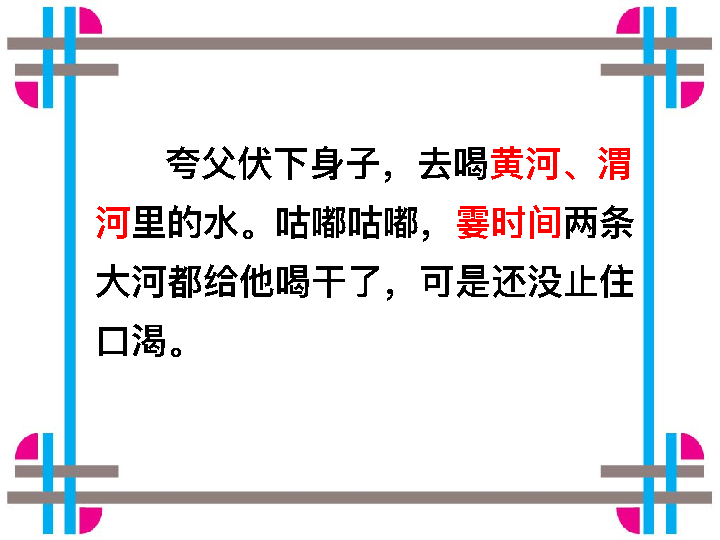 夸父伏下身子，去喝黄河、渭
河里的水。咕嘟咕嘟，霎时间两条
大河都给他喝干了，可是还没止住
口渴。